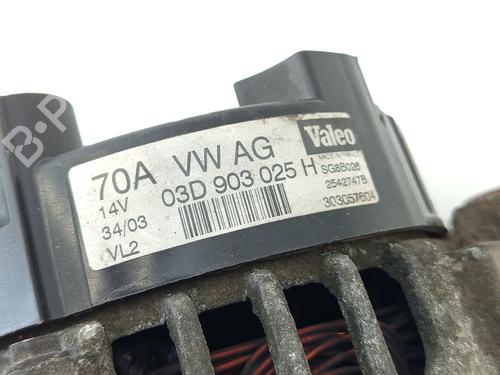 70A VW AG
14V 03D 903 025 H
34/03
VL2
Valeo
MADE IN FRANCE
SG8B026
2542747B
303057604
B-P